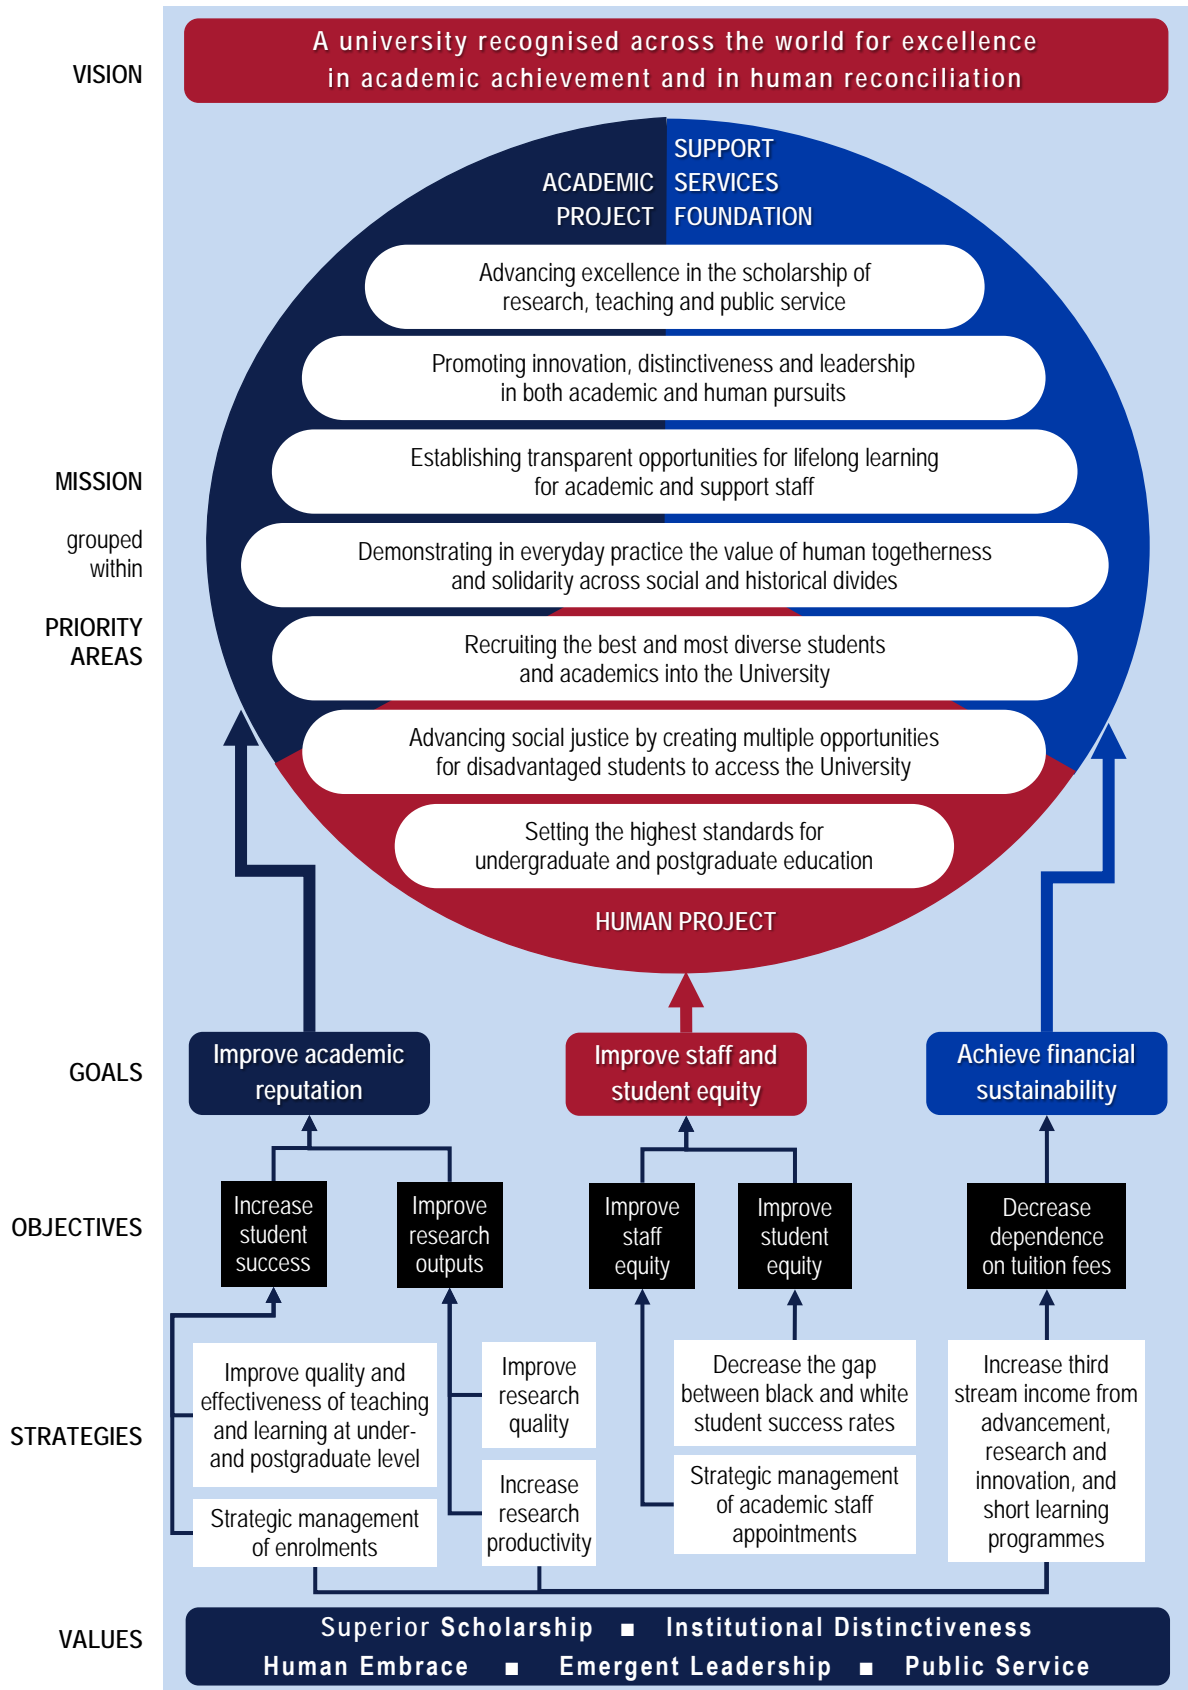 VISION
A university recognised across the world for excellence
in academic achievement and in human reconciliation
ACADEMIC
PROJECT
SUPPORT
SERVICES
FOUNDATION
Advancing excellence in the scholarship of
research, teaching and public service
Promoting innovation, distinctiveness and leadership
in both academic and human pursuits
MISSION
grouped
within
PRIORITY
AREAS
Establishing transparent opportunities for lifelong learning
for academic and support staff
Demonstrating in everyday practice the value of human togetherness
and solidarity across social and historical divides
Recruiting the best and most diverse students
and academics into the University
Advancing social justice by creating multiple opportunities
for disadvantaged students to access the University
Setting the highest standards for
undergraduate and postgraduate education
HUMAN PROJECT
GOALS
Improve academic
reputation
Improve staff and
student equity
Achieve financial
sustainability
OBJECTIVES
Increase
student
success
Improve
research
outputs
Improve
staff
equity
Improve
student
equity
Decrease
dependence
on tuition fees
STRATEGIES
Improve quality and
effectiveness of teaching
and learning at under-
and postgraduate level
Strategic management
of enrolments
Improve
research
quality
Increase
research
productivity
Decrease the gap
between black and white
student success rates
Strategic management
of academic staff
appointments
Increase third
stream income from
advancement,
research and
innovation, and
short learning
programmes
VALUES
Superior Scholarship ■ Institutional Distinctiveness
Human Embrace ■ Emergent Leadership ■ Public Service